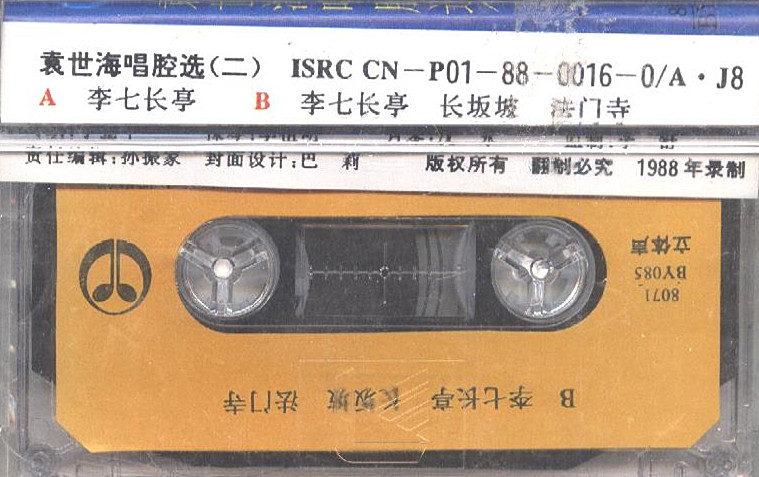 袁世海唱腔选(二) ISRC CN-P01-88-0016-0/A·J8
A 李七长亭 B 李七长亭 长坂坡 法门寺
责任编辑:孙振家 封面设计:巴 莉 版权所有 翻制必究 1988年录制
立体声
BY085
8071
B 李七长亭 长坂坡 法门寺